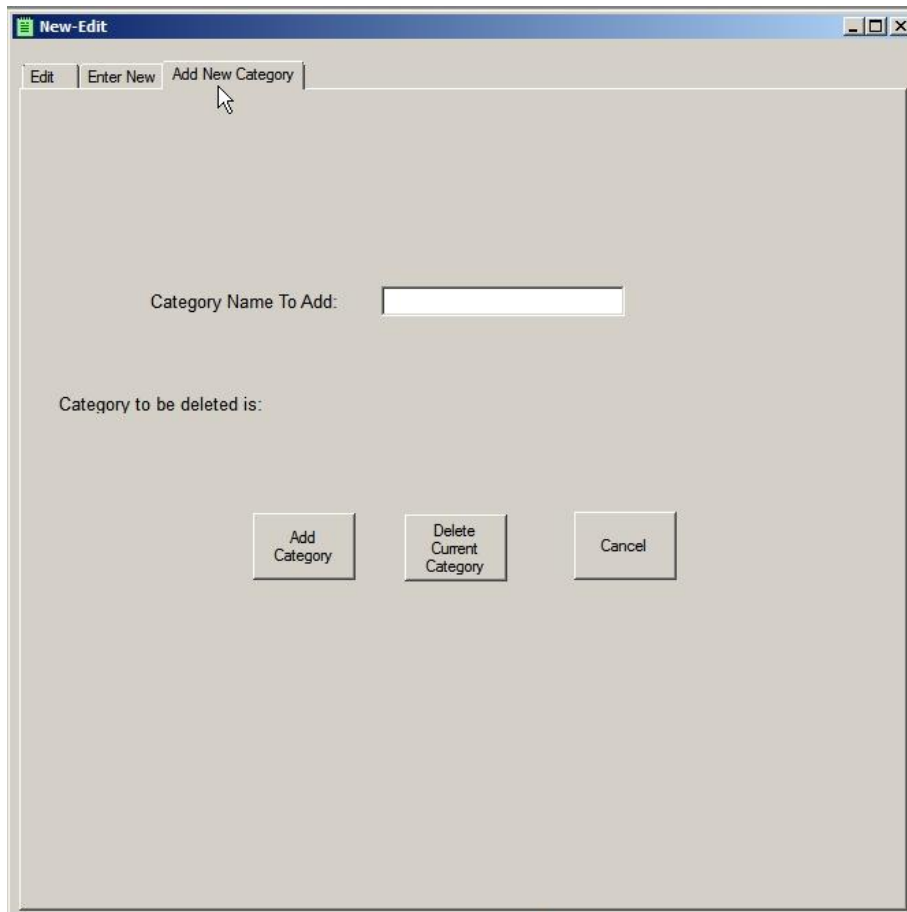 New-Edit
Edit
Enter New
Add New Category
Category Name To Add:
Category to be deleted is:
Add
Category
Delete
Current
Category
Cancel